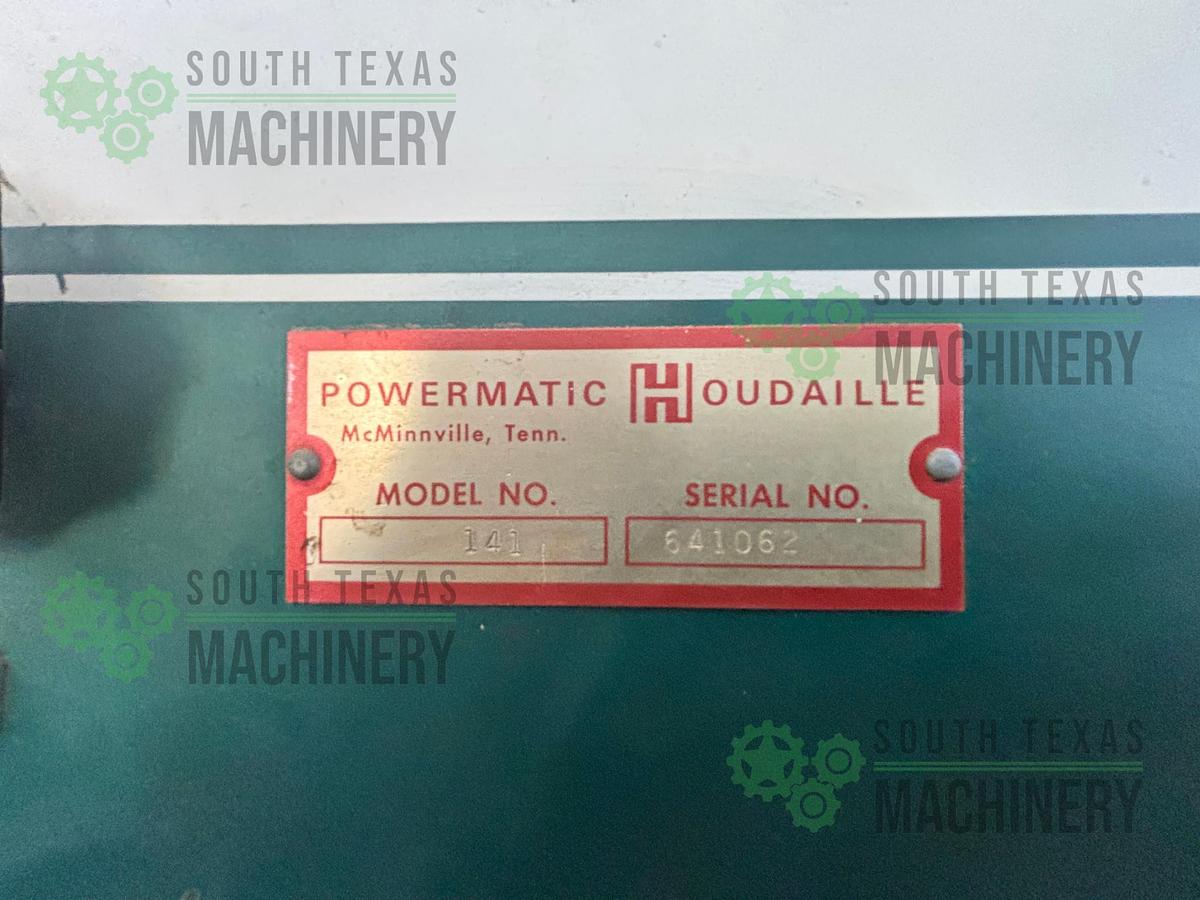 SOUTH TEXAS
MACHINERY
SOUTH TEXAS
MACHINERY
POWERMATIC HOUDAILLE
McMinnville, Tenn.
MODEL NO. SERIAL NO.
141 641062
SOUTH TEXAS
MACHINERY
SOUTH TEXAS
MACHINERY